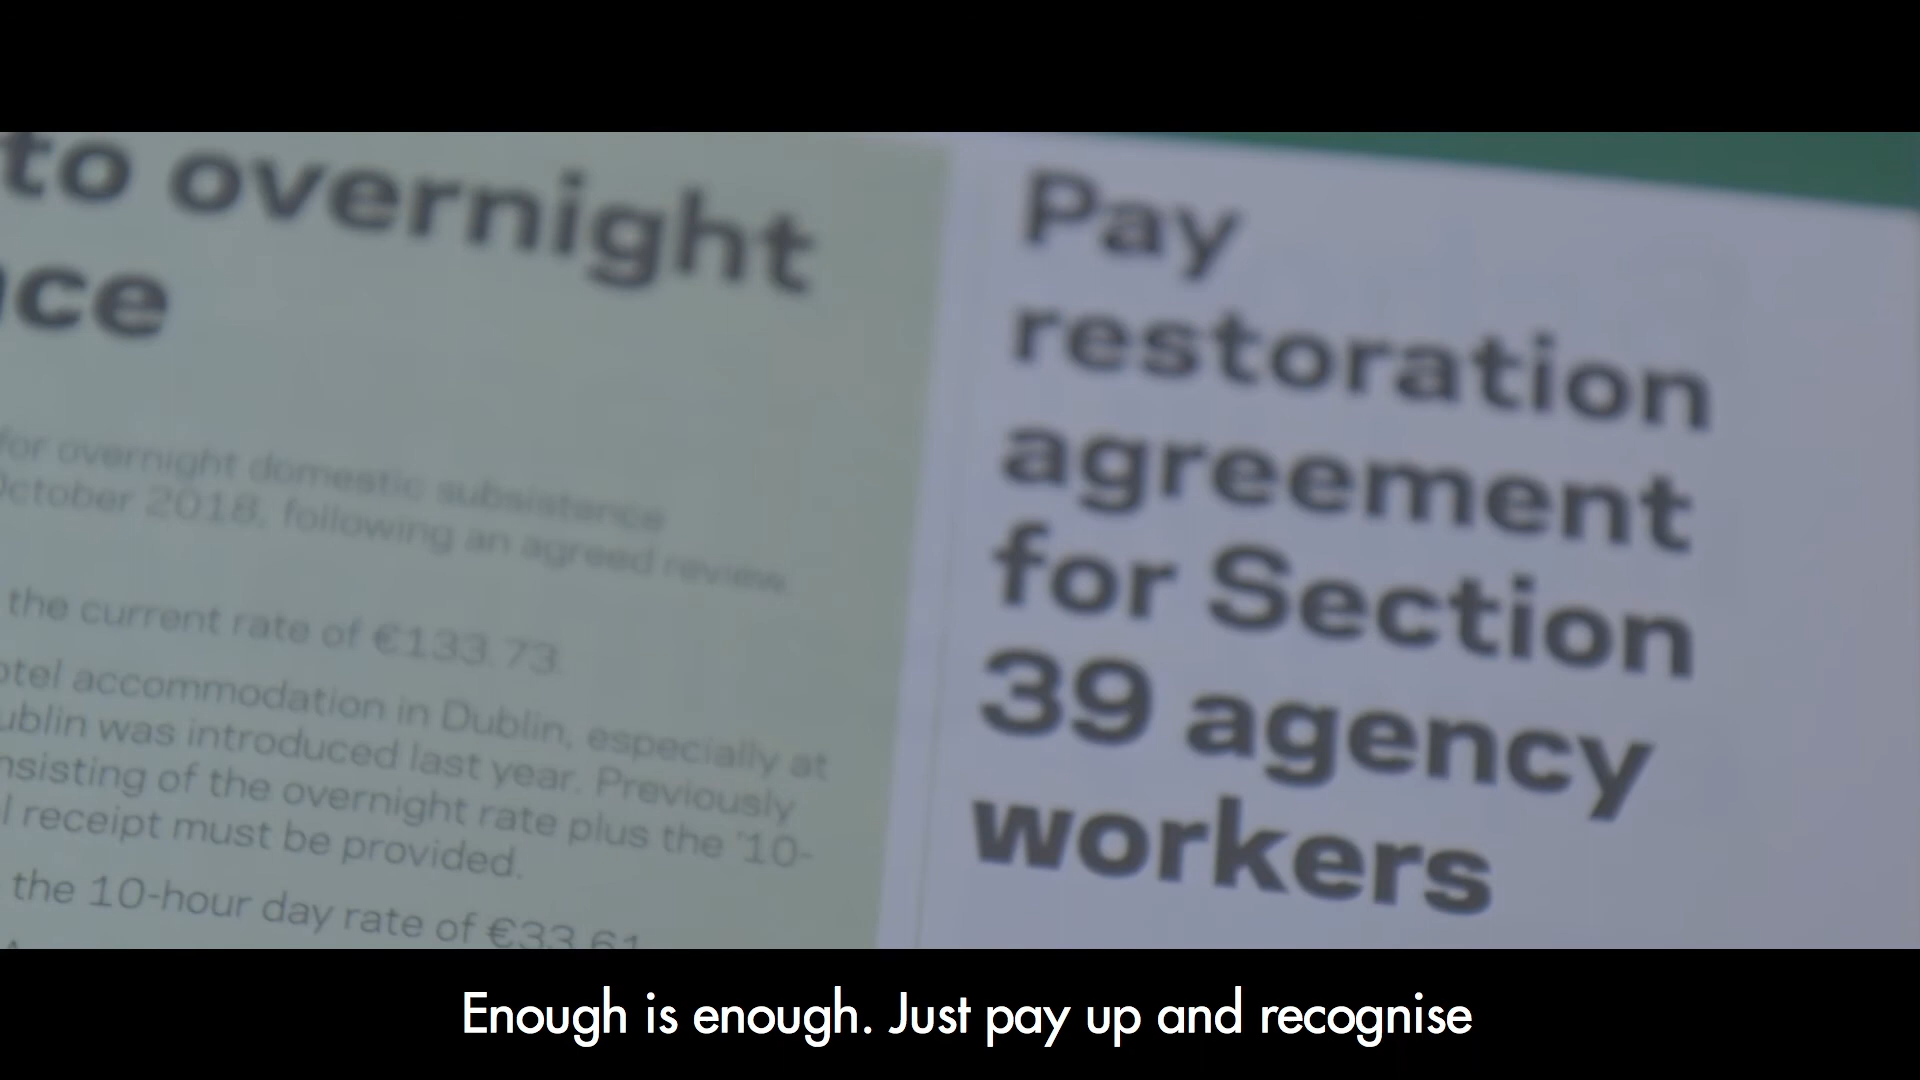 to overnight
nce
for overnight domestic subsistence
October 2018, following an agreed review.
the current rate of €133.73.
otel accommodation in Dublin, especially at
ublin was introduced last year. Previously
nsisting of the overnight rate plus the '10-
l receipt must be provided.
the 10-hour day rate of €33.61
Pay
restoration
agreement
for Section
39 agency
workers
Enough is enough. Just pay up and recognise